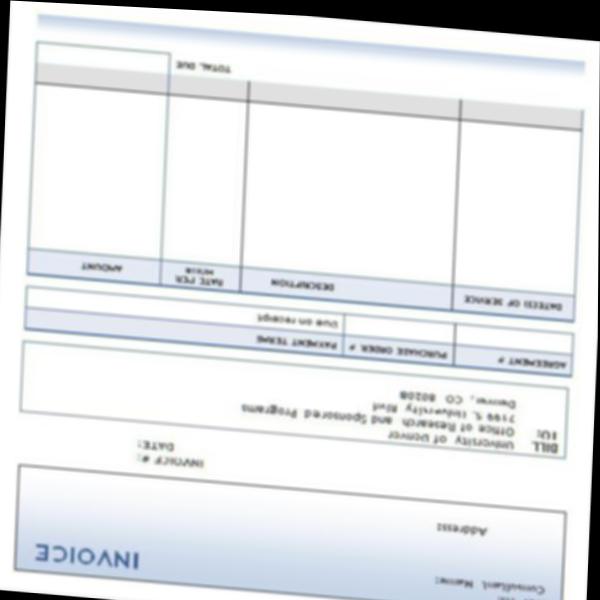 INVOICE
Consultant Name:
Address:
INVOICE #:
DATE:
BILL TO: University of Denver
Office of Research and Sponsored Programs
2199 S. University Blvd
Denver, CO 80208
AGREEMENT # PURCHASE ORDER # PAYMENT TERMS
Due on receipt
DATE(S) OF SERVICE DESCRIPTION RATE PER HOUR AMOUNT
TOTAL DUE